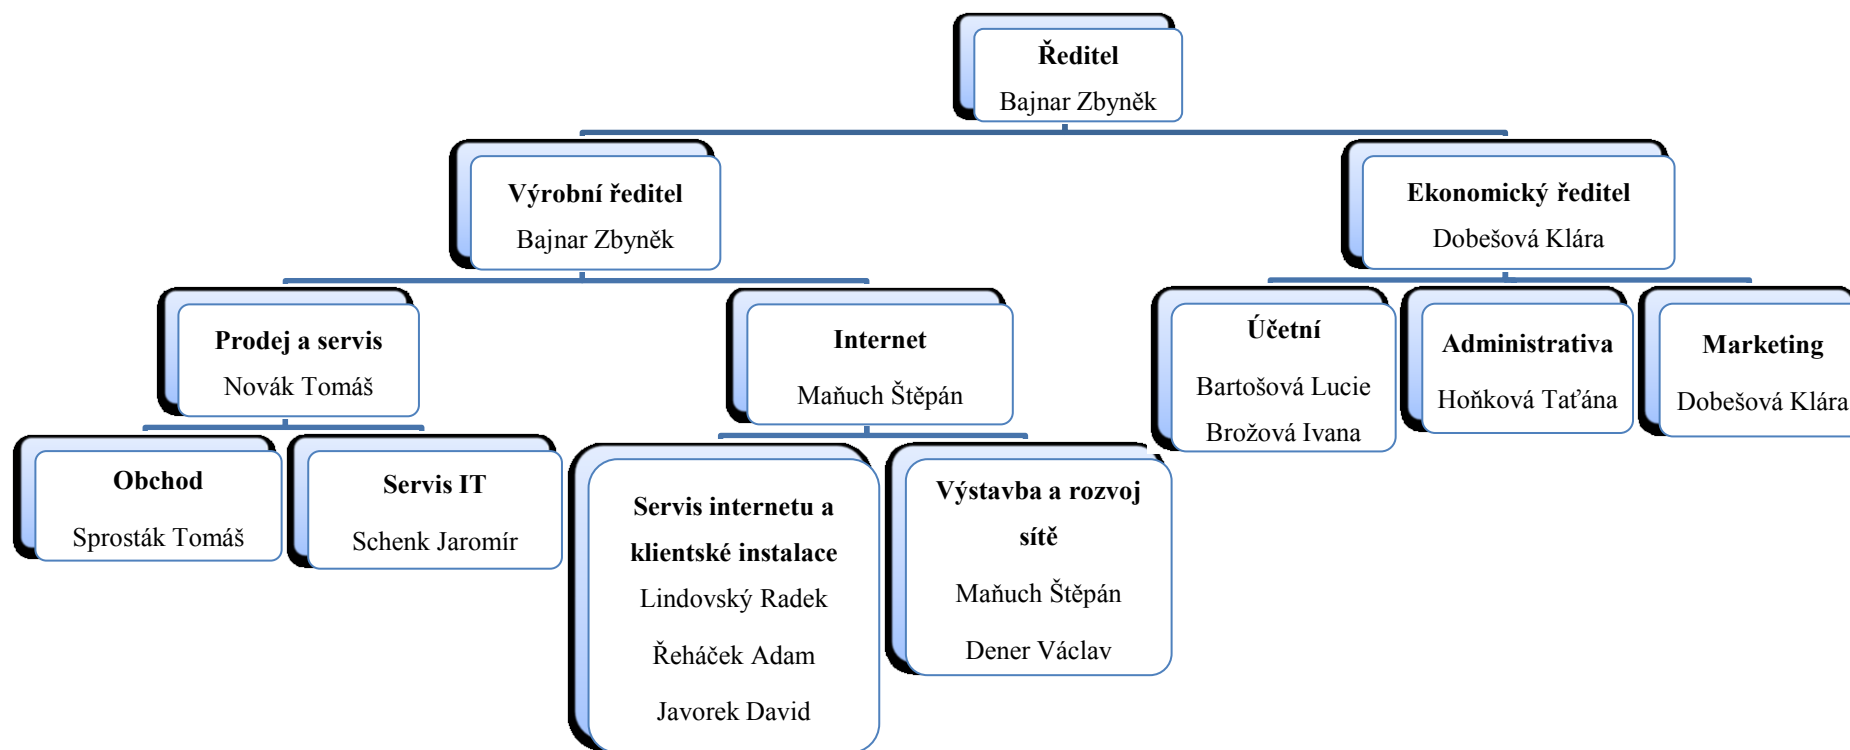 Ředitel
Bajnar Zbyněk
Výrobní ředitel
Bajnar Zbyněk
Ekonomický ředitel
Dobešová Klára
Prodej a servis
Novák Tomáš
Internet
Maňuch Štěpán
Účetní
Bartošová Lucie
Brožová Ivana
Administrativa
Hoňková Taťána
Marketing
Dobešová Klára
Obchod
Sprosták Tomáš
Servis IT
Schenk Jaromír
Servis internetu a
klientské instalace
Lindovský Radek
Řeháček Adam
Javorek David
Výstavba a rozvoj
sítě
Maňuch Štěpán
Dener Václav